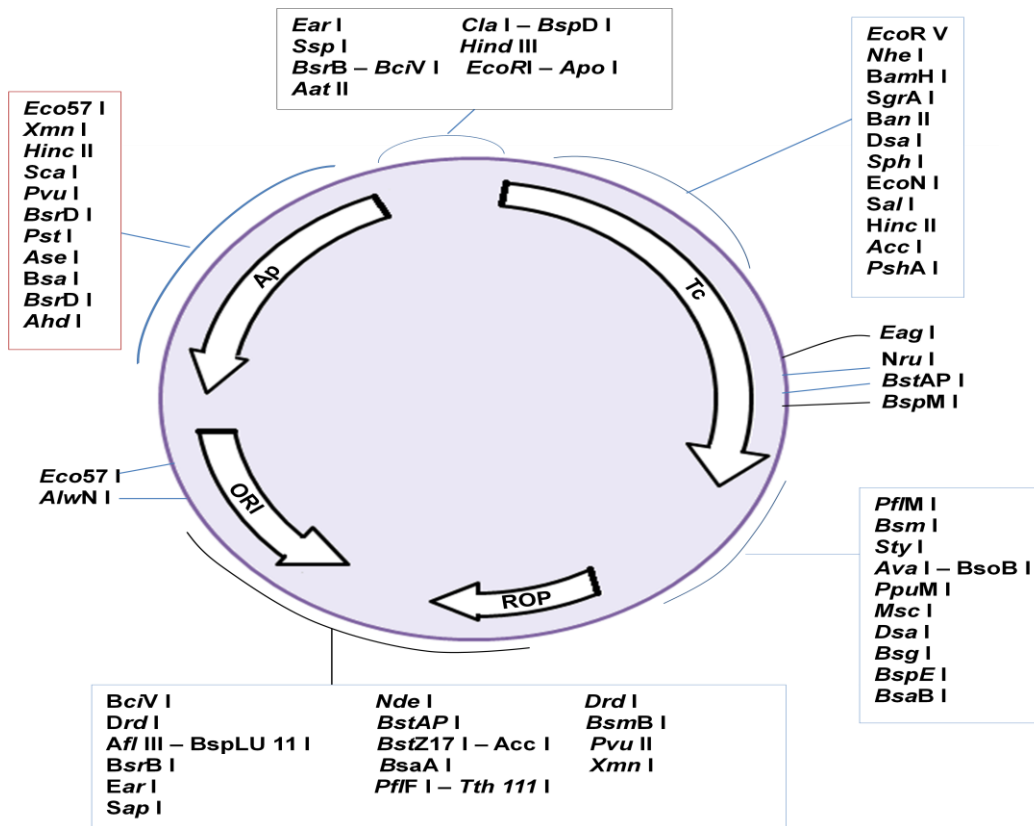 Ear I Cla I – BspD I
Ssp I Hind III
BsrB – BciV I EcoRI – Apo I
Aat II
EcoR V
Nhe I
BamH I
SgrA I
Ban II
Dsa I
Sph I
EcoN I
Sal I
Hinc II
Acc I
PshA I
Eco57 I
Xmn I
Hinc II
Sca I
Pvu I
BsrD I
Pst I
Ase I
Bsa I
BsrD I
Ahd I
Ap
Tc
Eag I
Nru I
BstAP I
BspM I
Eco57 I
AlwN I
ORI
ROP
PflM I
Bsm I
Sty I
Ava I – BsoB I
PpuM I
Msc I
Dsa I
Bsg I
BspE I
BsaB I
BciV I Nde I Drd I
Drd I BstAP I BsmB I
Afl III – BspLU 11 I BstZ17 I – Acc I Pvu II
BsrB I BsaA I Xmn I
Ear I PflF I – Tth 111 I
Sap I